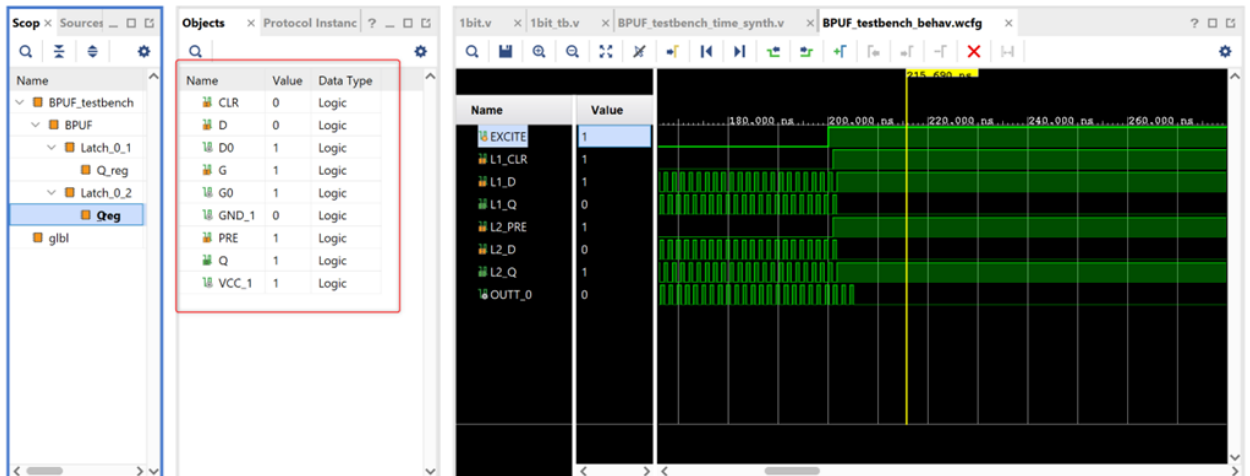 Scop × Sources
Name
BPUF_testbench
BPUF
Latch_0_1
Q_reg
Latch_0_2
Qreg
glbl
Objects × Protocol Instanc ?
Name Value Data Type
CLR 0 Logic
D 0 Logic
D0 1 Logic
G 1 Logic
G0 1 Logic
GND_1 0 Logic
PRE 1 Logic
Q 1 Logic
VCC_1 1 Logic
1bit.v × 1bit_tb.v × BPUF_testbench_time_synth.v × BPUF_testbench_behav.wcfg × ?
215.690 ns
Name Value
180.000 ns 200.000 ns 220.000 ns 240.000 ns 260.000 ns
EXCITE 1
L1_CLR 1
L1_D 1
L1_Q 0
L2_PRE 1
L2_D 0
L2_Q 1
OUTT_0 0